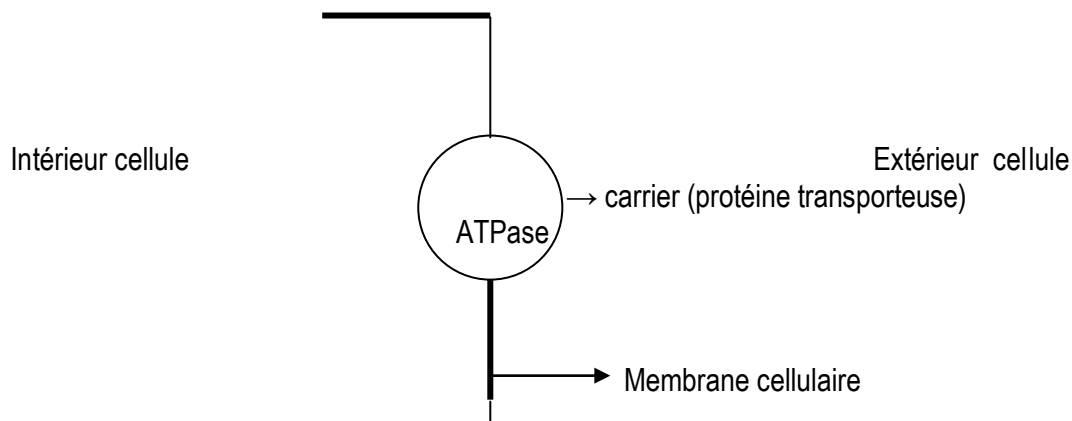 Intérieur cellule
Extérieur cellule
→ carrier (protéine transporteuse)
ATPase
Membrane cellulaire